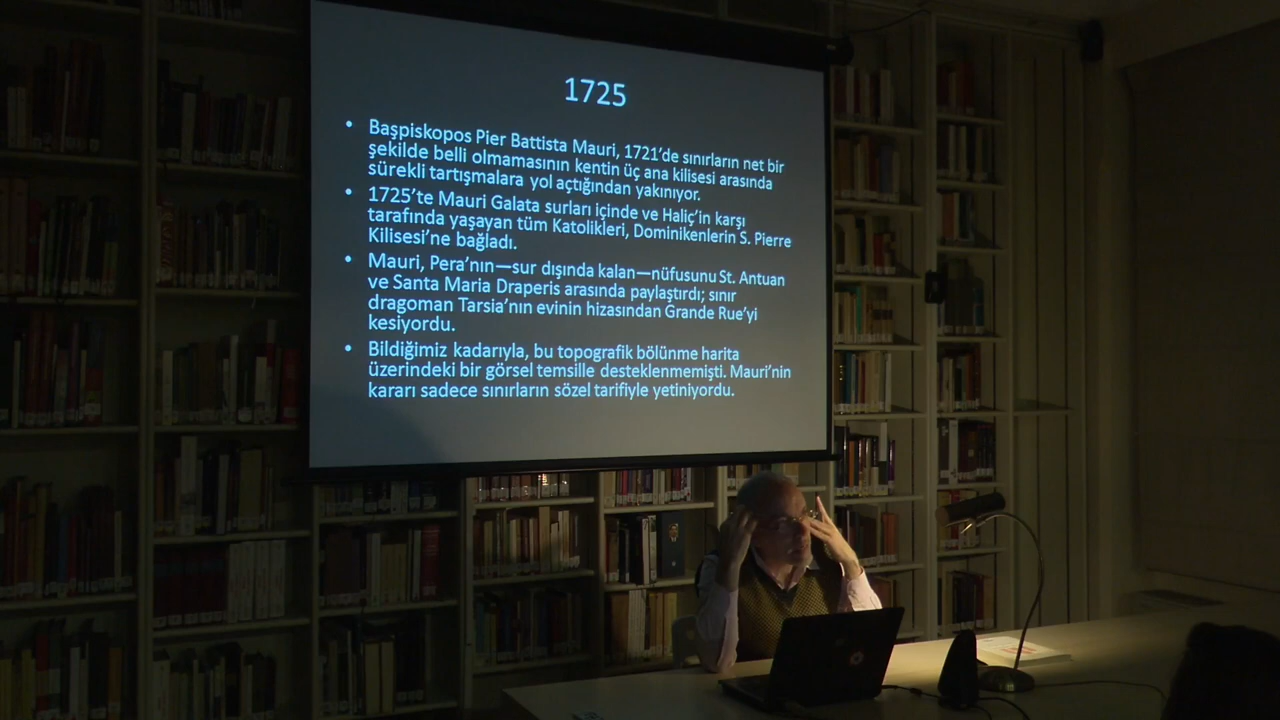 1725
• Başpiskopos Pier Battista Mauri, 1721’de sınırların net bir
şekilde belli olmamasının kentin üç ana kilisesi arasında
sürekli tartışmalara yol açtığından yakınıyor.
• 1725’te Mauri Galata surları içinde ve Haliç’in karşı
tarafında yaşayan tüm Katolikleri, Dominikenlerin S. Pierre
Kilisesi’ne bağladı.
• Mauri, Pera’nın—sur dışında kalan—nüfusunu St. Antuan
ve Santa Maria Draperis arasında paylaştırdı; sınır
dragoman Tarsia’nın evinin hizasından Grande Rue’yi
kesiyordu.
• Bildiğimiz kadarıyla, bu topografik bölünme harita
üzerindeki bir görsel temsille desteklenmemişti. Mauri’nin
kararı sadece sınırların sözel tarifiyle yetiniyordu.